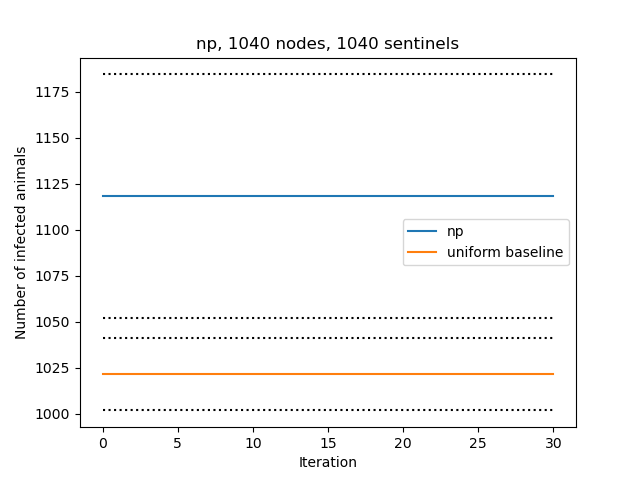 np, 1040 nodes, 1040 sentinels
Number of infected animals
1175
1150
1125
1100
1075
1050
1025
1000
np
uniform baseline
0 5 10 15 20 25 30
Iteration